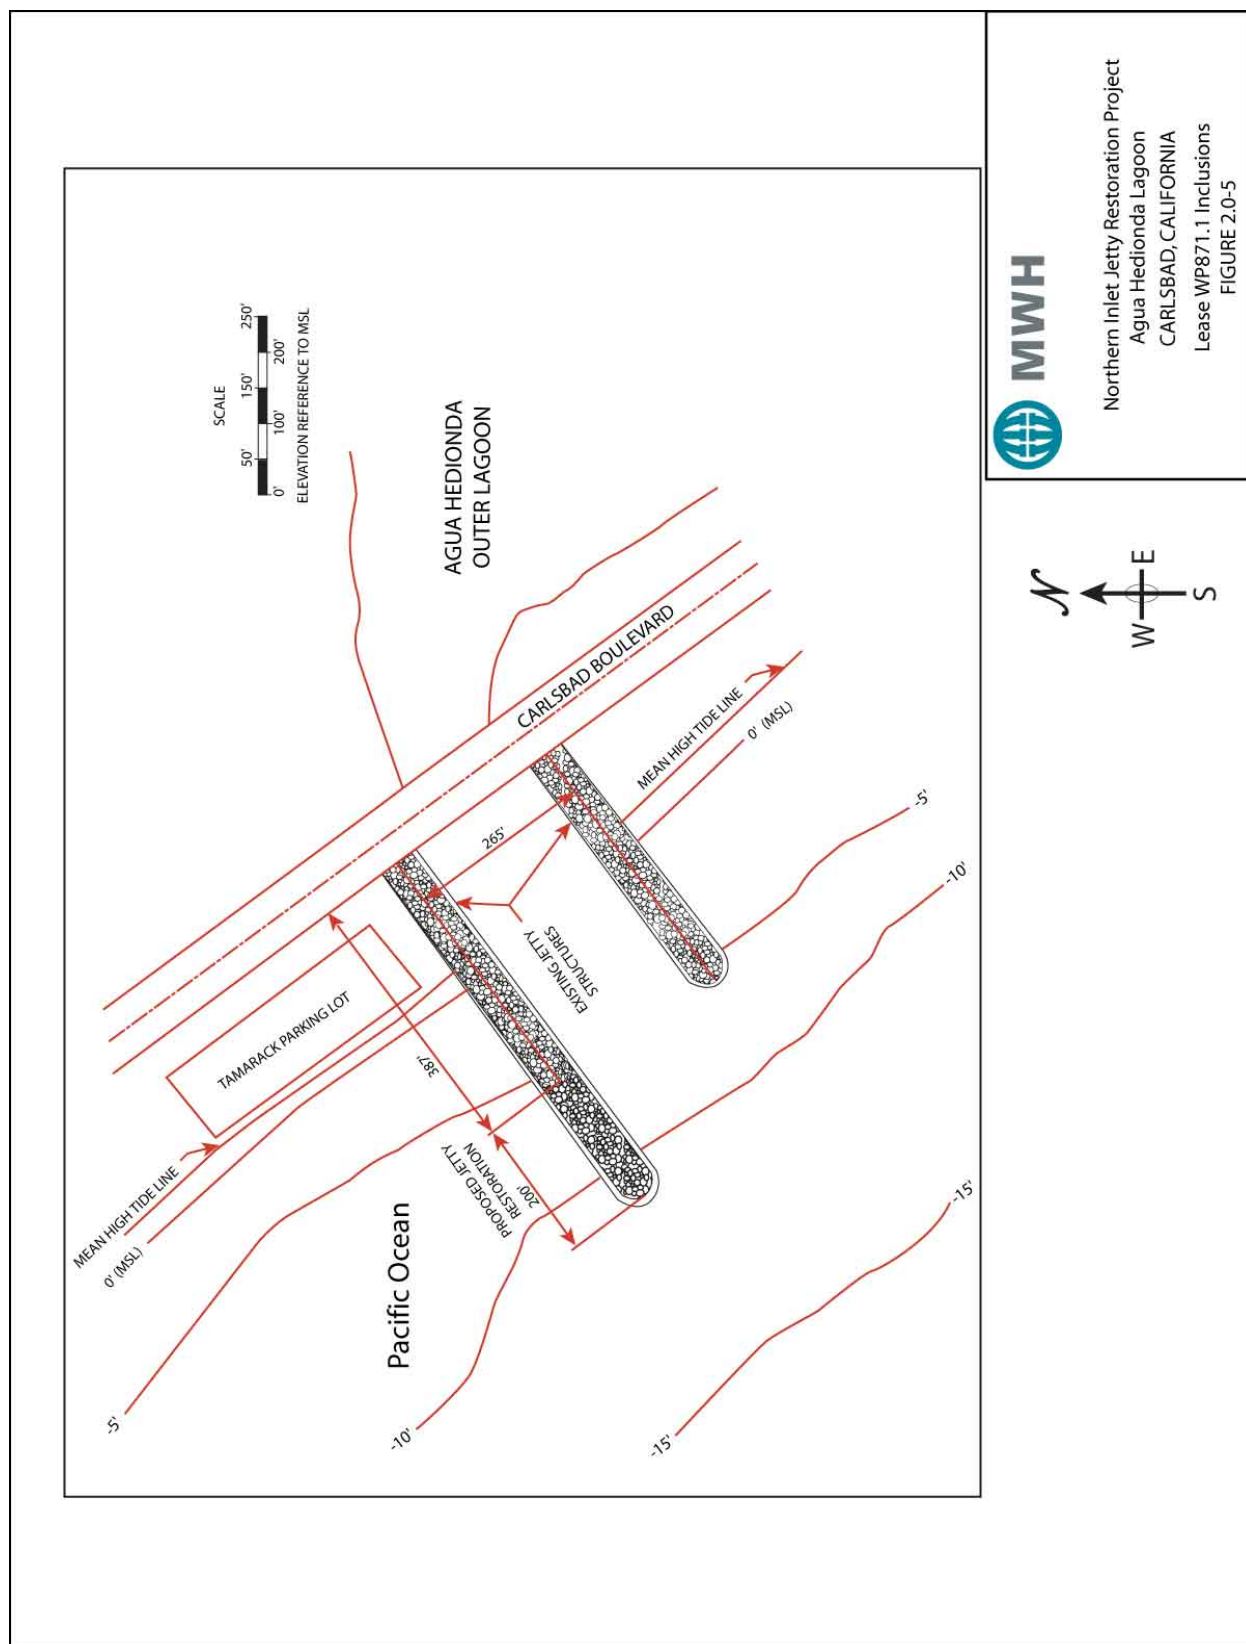 SCALE
50'
150'
250'
0'
100'
200'
ELEVATION REFERENCE TO MSL
AGUA HEDIONDA
OUTER LAGOON
CARLSBAD BOULEVARD
TAMARACK PARKING LOT
265'
387'
200'
EXISTING JETTY
STRUCTURES
PROPOSED JETTY
RESTORATION
MEAN HIGH TIDE LINE
0' (MSL)
MEAN HIGH TIDE LINE
0' (MSL)
Pacific Ocean
-5'
-10'
-15'
-5'
-10'
-15'
N
W
E
S
MWH
Northern Inlet Jetty Restoration Project
Agua Hedionda Lagoon
CARLSBAD, CALIFORNIA
Lease WP871.1 Inclusions
FIGURE 2.0-5